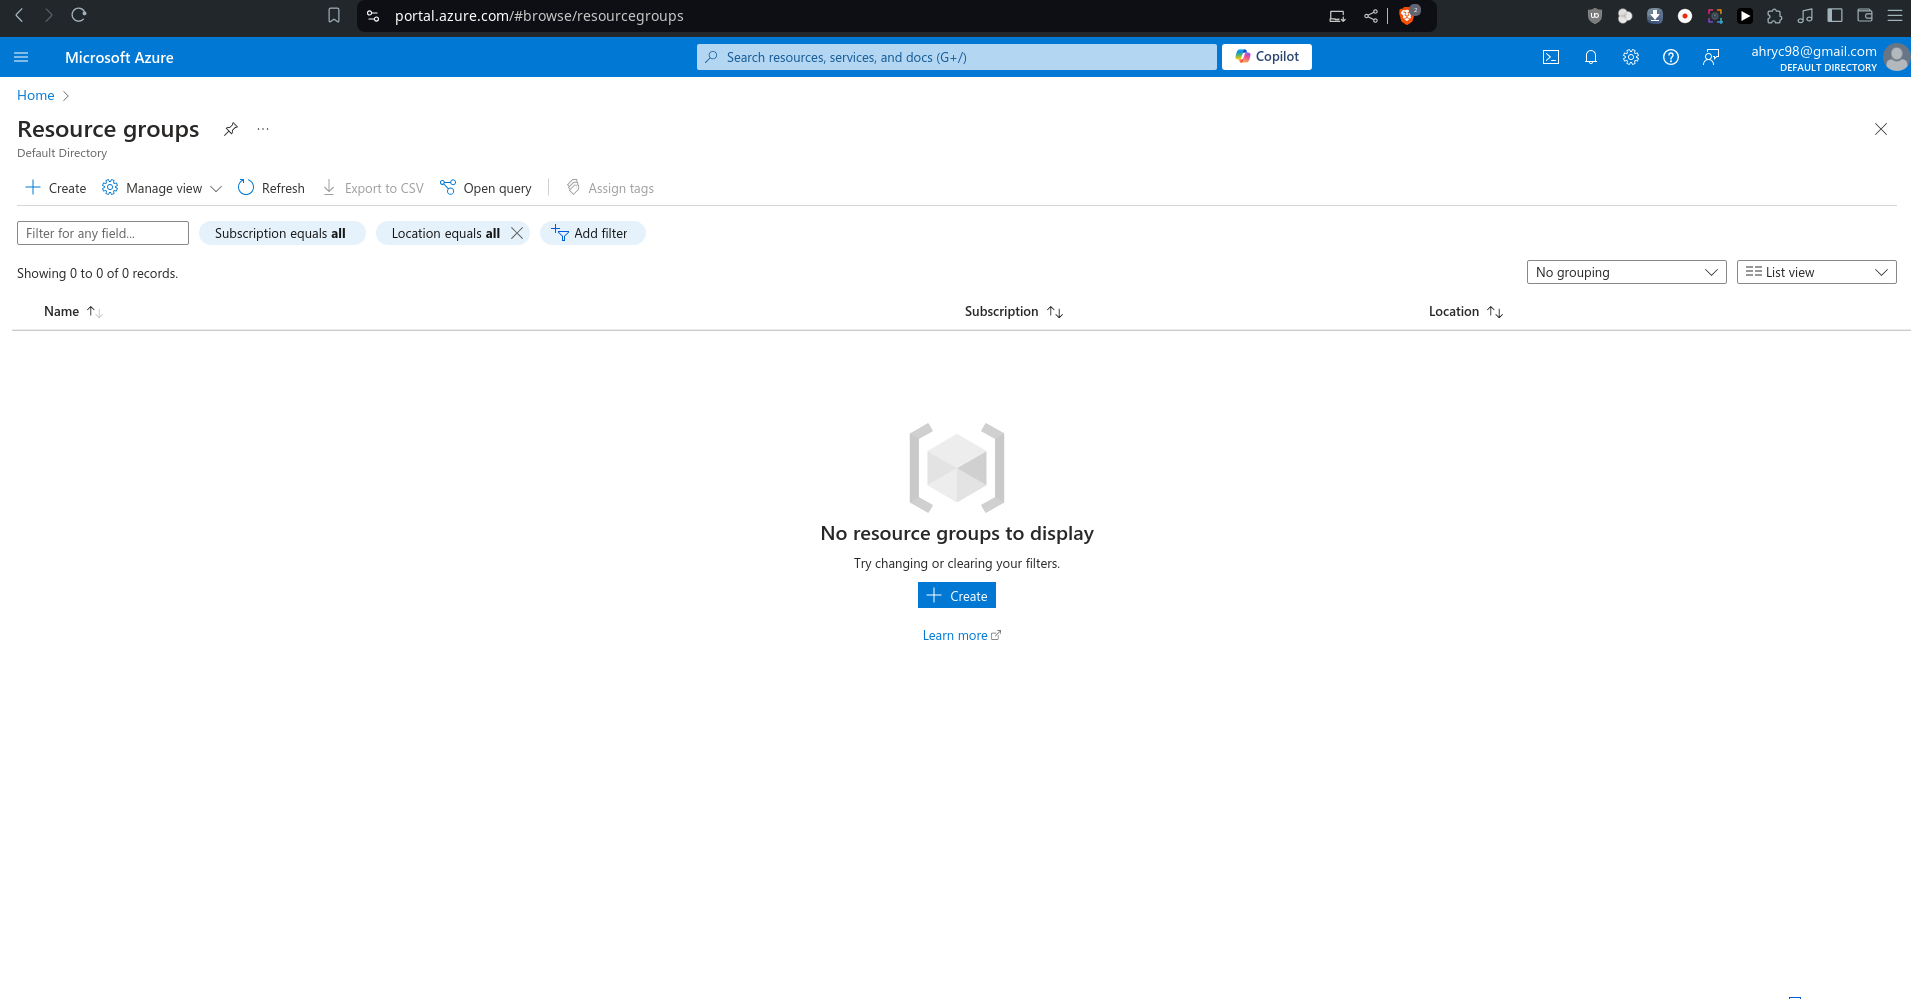 portal.azure.com/#browse/resourcegroups
2
UD
Microsoft Azure
Search resources, services, and docs (G+/)
Copilot
ahryc98@gmail.com
DEFAULT DIRECTORY
Home
Resource groups
...
Default Directory
Create
Manage view
Refresh
Export to CSV
Open query
Assign tags
Filter for any field...
Subscription equals all
Location equals all
Add filter
Showing 0 to 0 of 0 records.
No grouping
List view
Name
Subscription
Location
No resource groups to display
Try changing or clearing your filters.
Create
Learn more